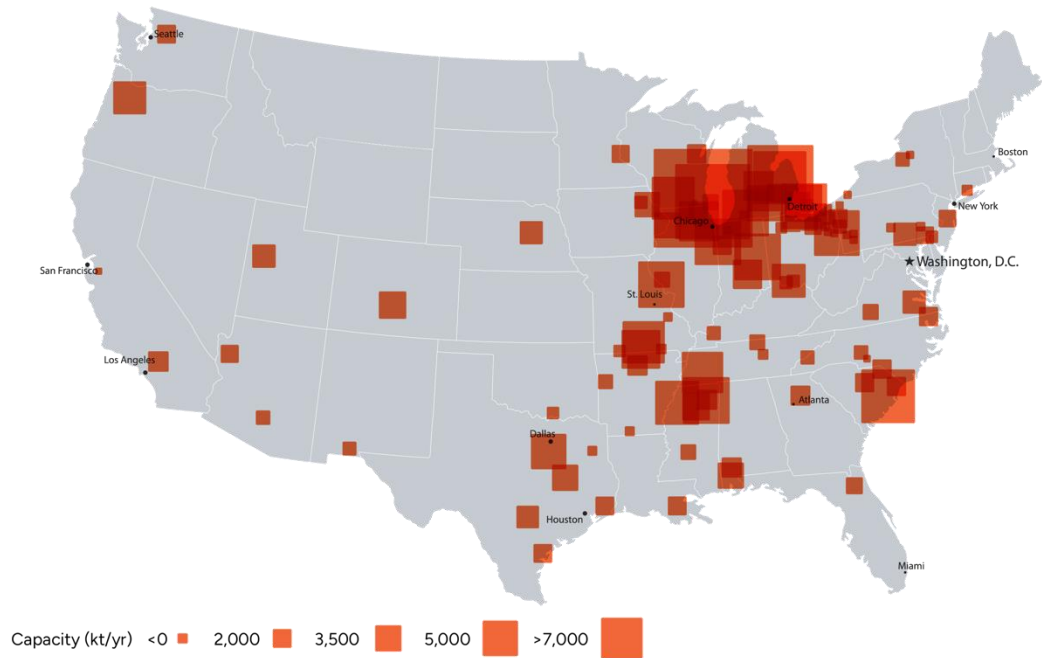 Seattle
Boston
Detroit
New York
Chicago
Washington, D.C.
San Francisco
St. Louis
Los Angeles
Atlanta
Dallas
Houston
Miami
Capacity (kt/yr) <0 2,000 3,500 5,000 >7,000